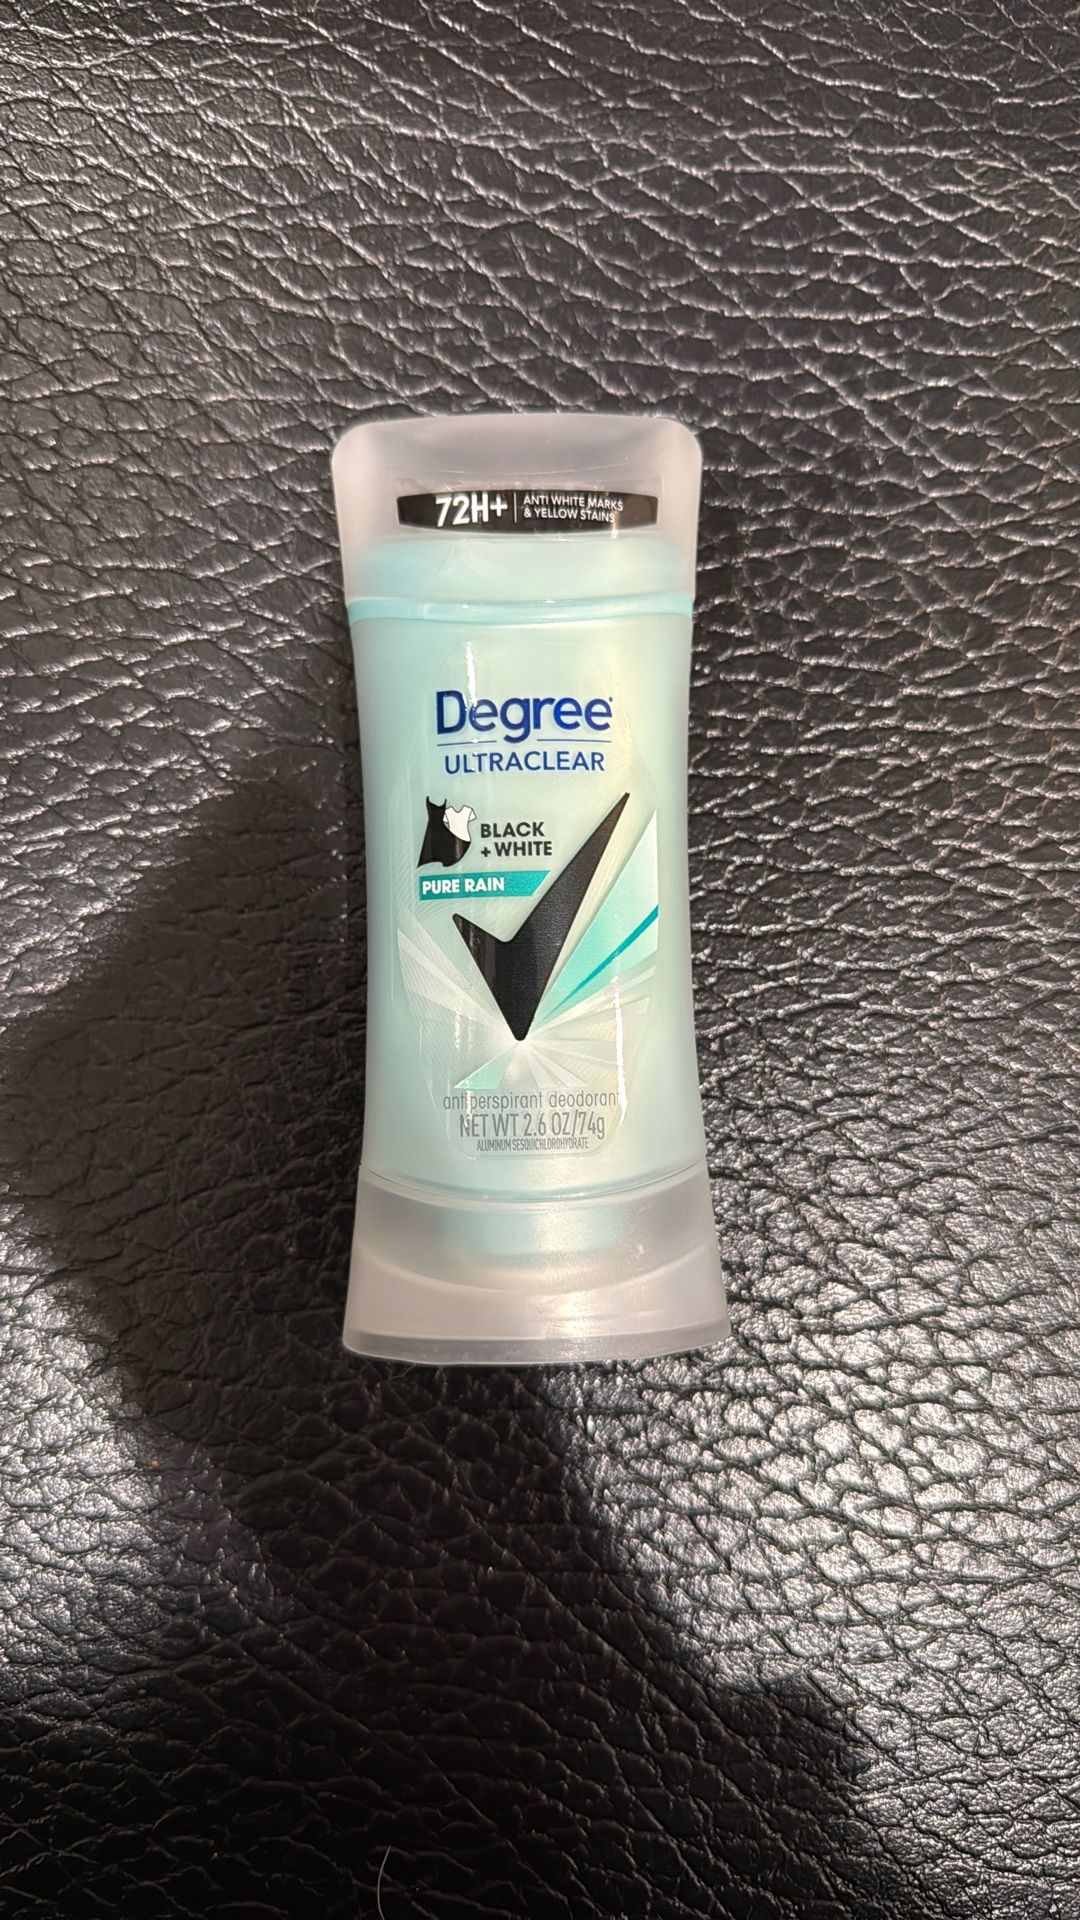 72H+
ANTI WHITE MARKS
& YELLOW STAINS
Degree
ULTRACLEAR
BLACK
+ WHITE
PURE RAIN
antiperspirant deodorant
NET WT 2.6 OZ/74g
ALUMINUM SESQUICHLOROHYDRATE